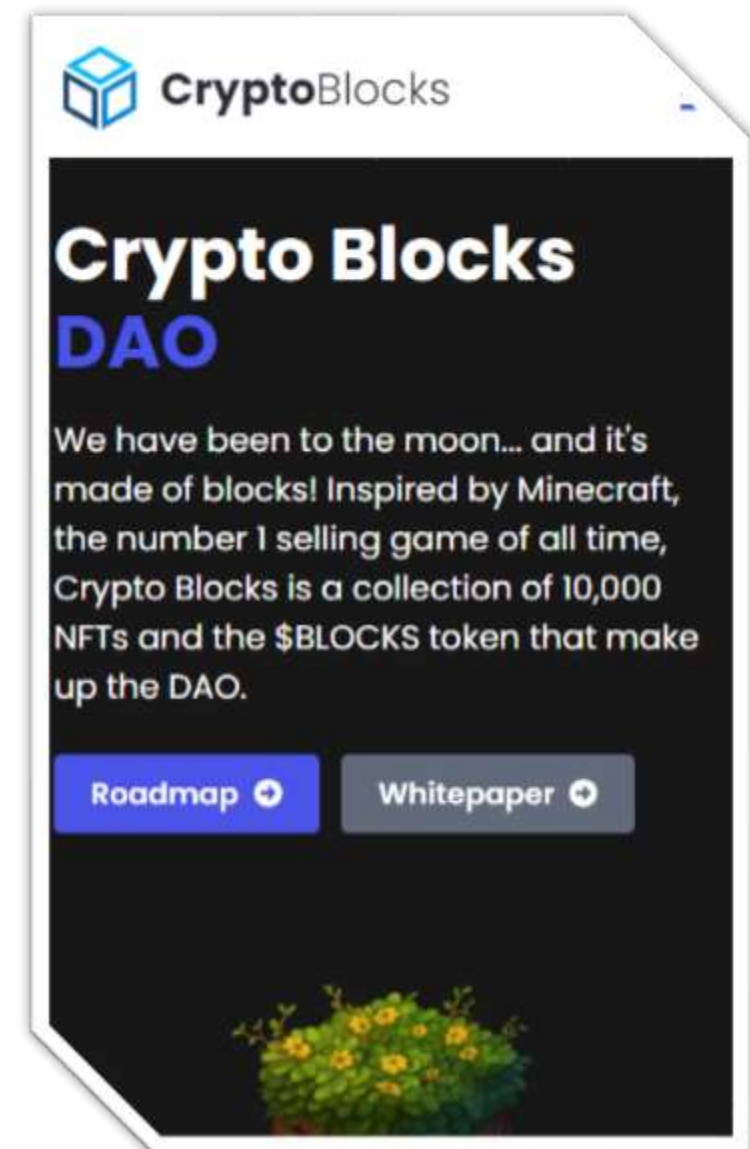 CryptoBlocks
Crypto Blocks
DAO
We have been to the moon... and it's
made of blocks! Inspired by Minecraft,
the number 1 selling game of all time,
Crypto Blocks is a collection of 10,000
NFTs and the $BLOCKS token that make
up the DAO.
Roadmap
Whitepaper